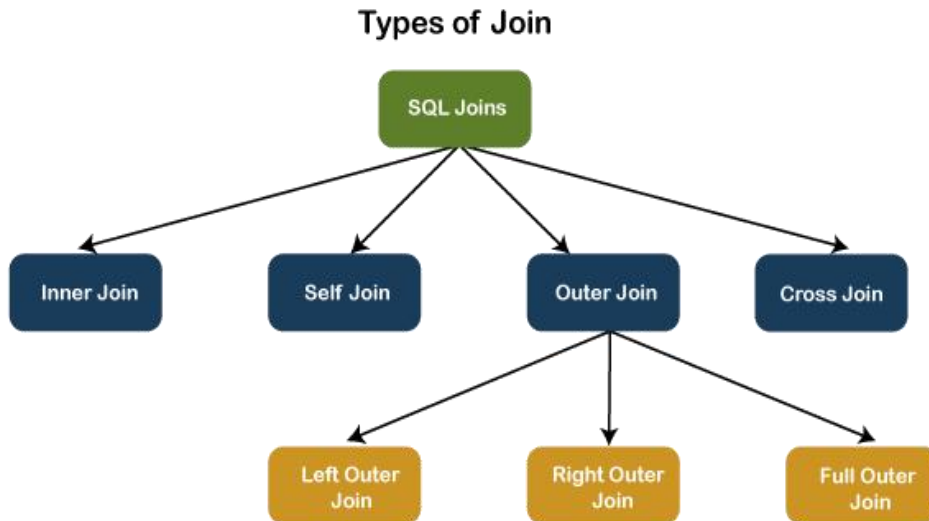 Types of Join
SQL Joins
Inner Join
Self Join
Outer Join
Cross Join
Left Outer
Join
Right Outer
Join
Full Outer
Join